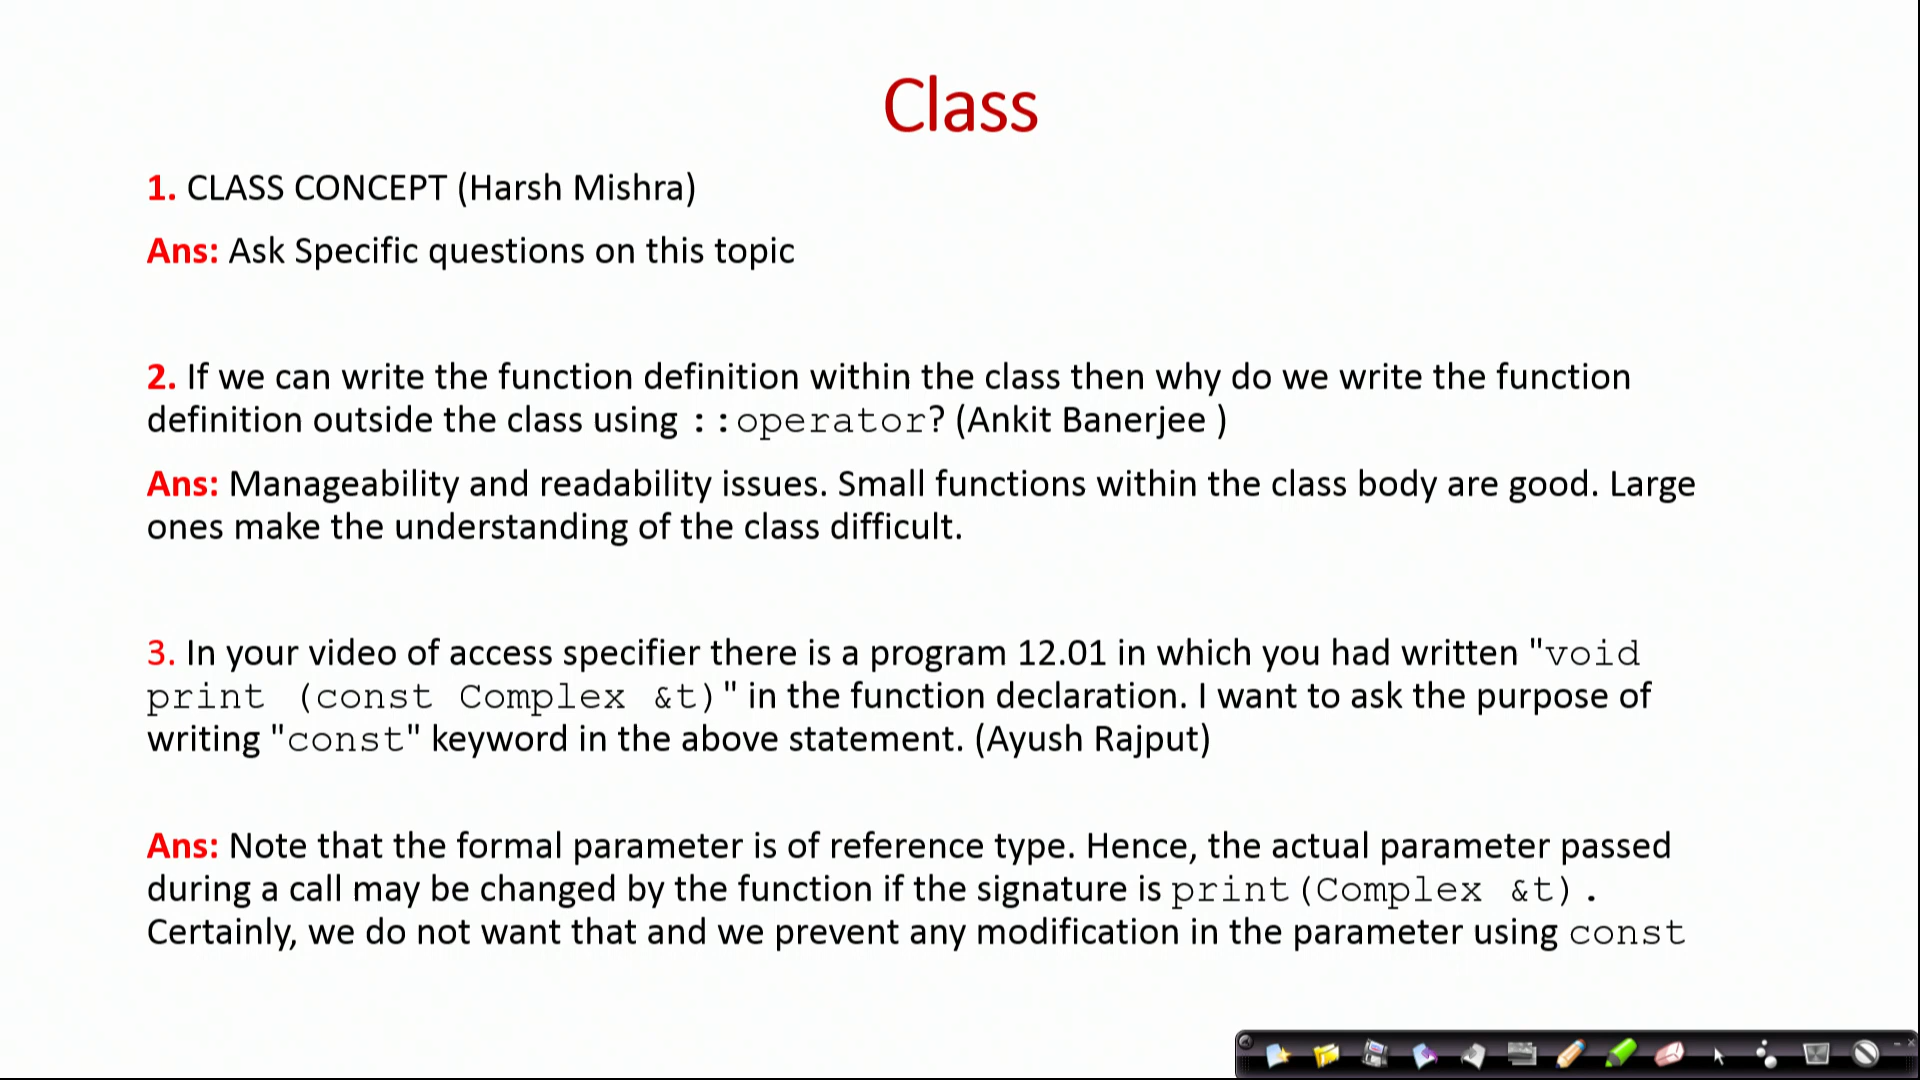 Class
1. CLASS CONCEPT (Harsh Mishra)
Ans: Ask Specific questions on this topic
2. If we can write the function definition within the class then why do we write the function
definition outside the class using ::operator? (Ankit Banerjee )
Ans: Manageability and readability issues. Small functions within the class body are good. Large
ones make the understanding of the class difficult.
3. In your video of access specifier there is a program 12.01 in which you had written "void
print (const Complex &t)" in the function declaration. I want to ask the purpose of
writing "const" keyword in the above statement. (Ayush Rajput)
Ans: Note that the formal parameter is of reference type. Hence, the actual parameter passed
during a call may be changed by the function if the signature is print(Complex &t).
Certainly, we do not want that and we prevent any modification in the parameter using const